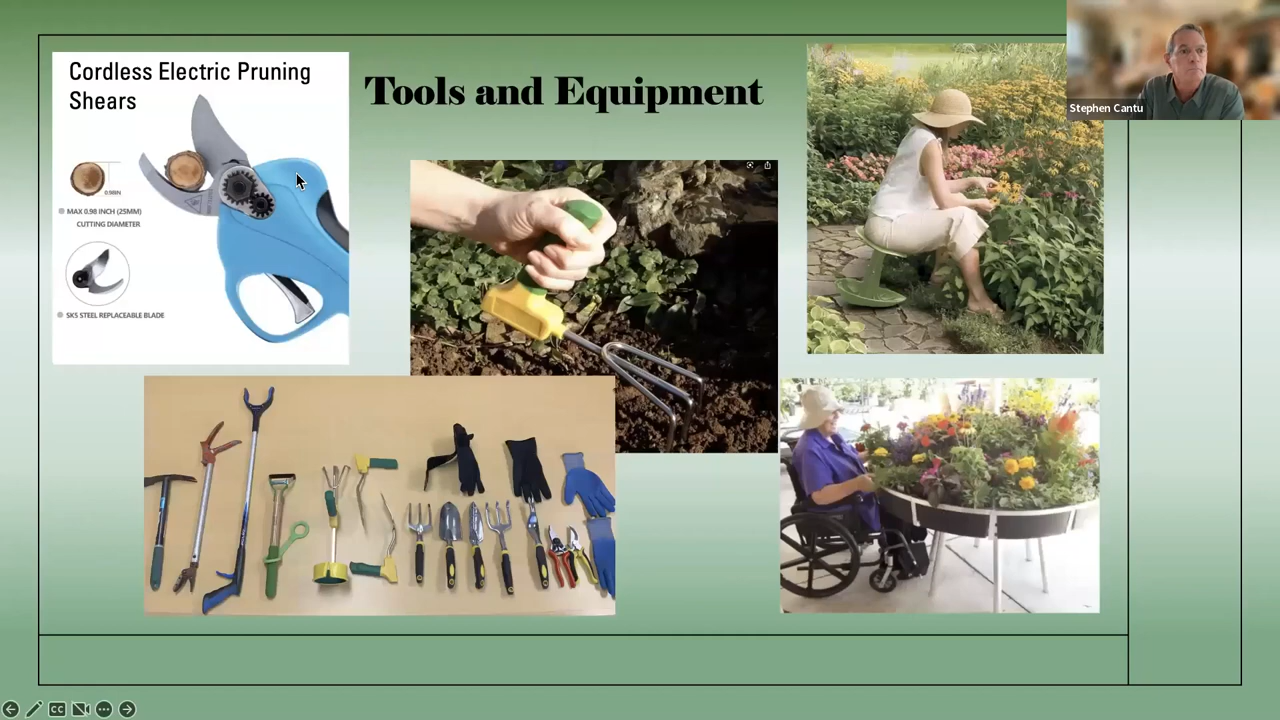 Cordless Electric Pruning
Shears
0.98IN
MAX 0.98 INCH (25MM)
CUTTING DIAMETER
SK5 STEEL REPLACEABLE BLADE
Tools and Equipment
Stephen Cantu
CC